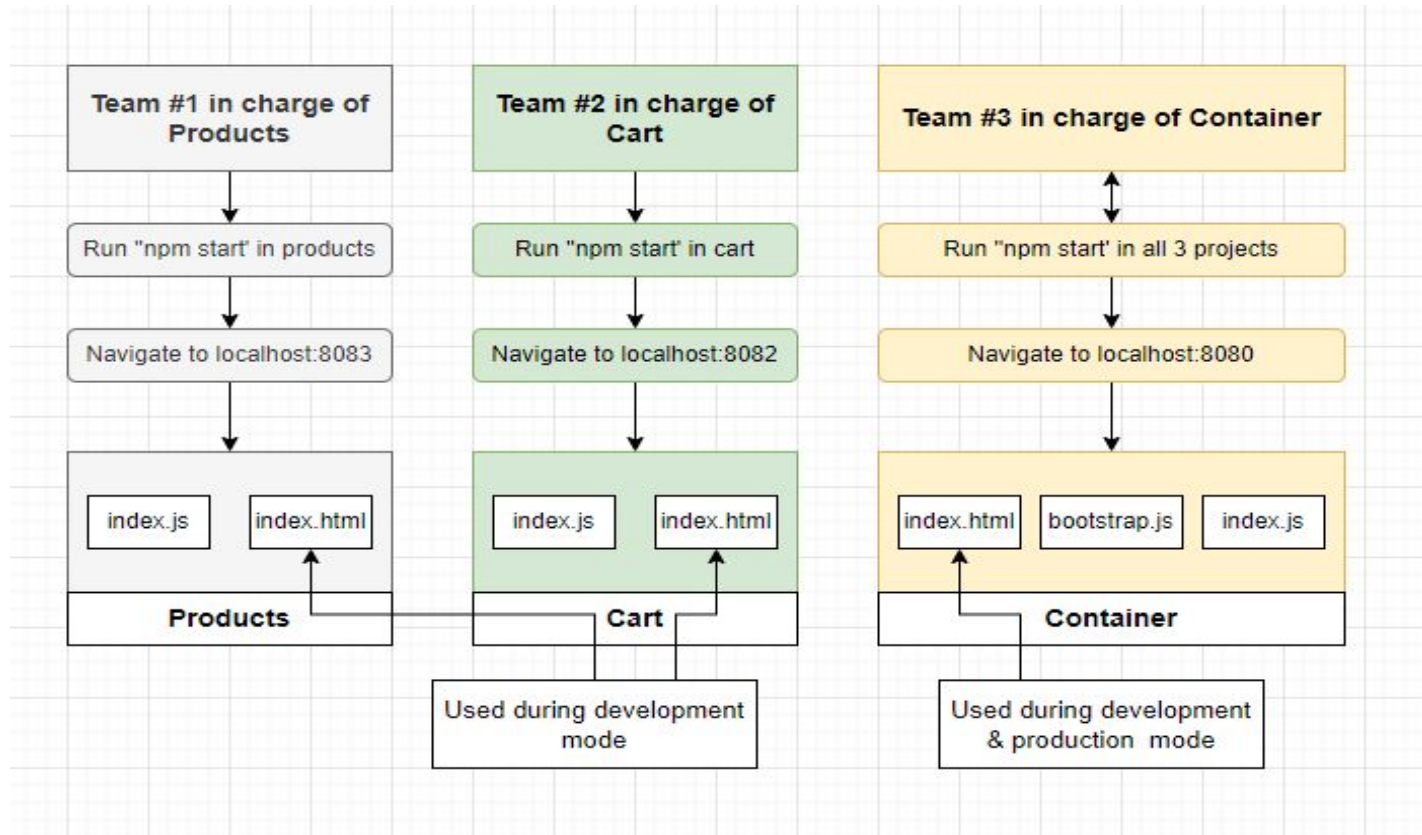 Team #1 in charge of
Products
Team #2 in charge of
Cart
Team #3 in charge of Container
Run "npm start' in products
Run "npm start' in cart
Run "npm start' in all 3 projects
Navigate to localhost:8083
Navigate to localhost:8082
Navigate to localhost:8080
index.js
index.html
index.js
index.html
index.html
bootstrap.js
index.js
Products
Cart
Container
Used during development
mode
Used during development
& production mode